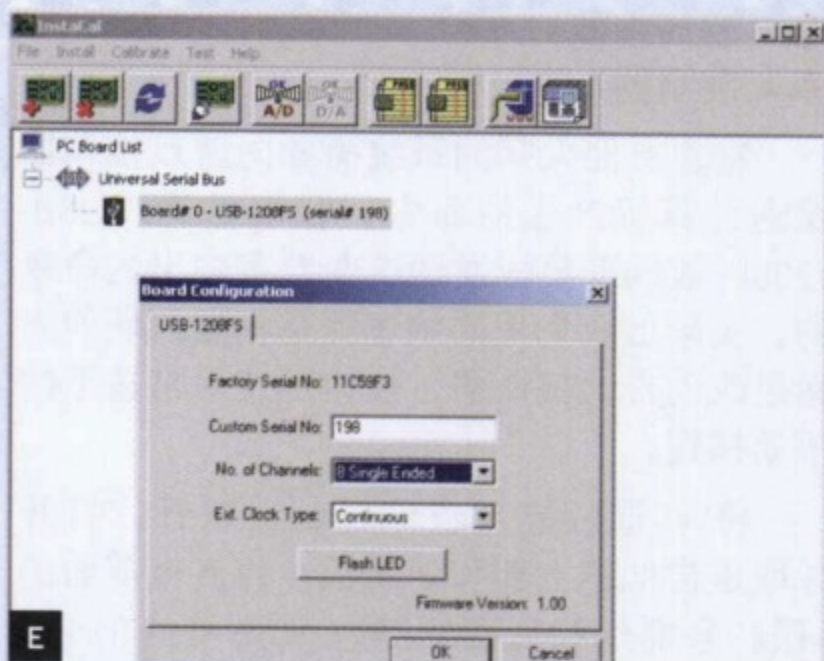 InstaCal
File Install Calibrate Test Help
OK A/D
OK D/A
PC Board List
Universal Serial Bus
Board# 0 - USB-1208FS (serial# 198)
Board Configuration
USB-1208FS
Factory Serial No: 11C59F3
Custom Serial No: 198
No. of Channels: 8 Single Ended
Ext. Clock Type: Continuous
Flash LED
Firmware Version: 1.00
OK Cancel
E